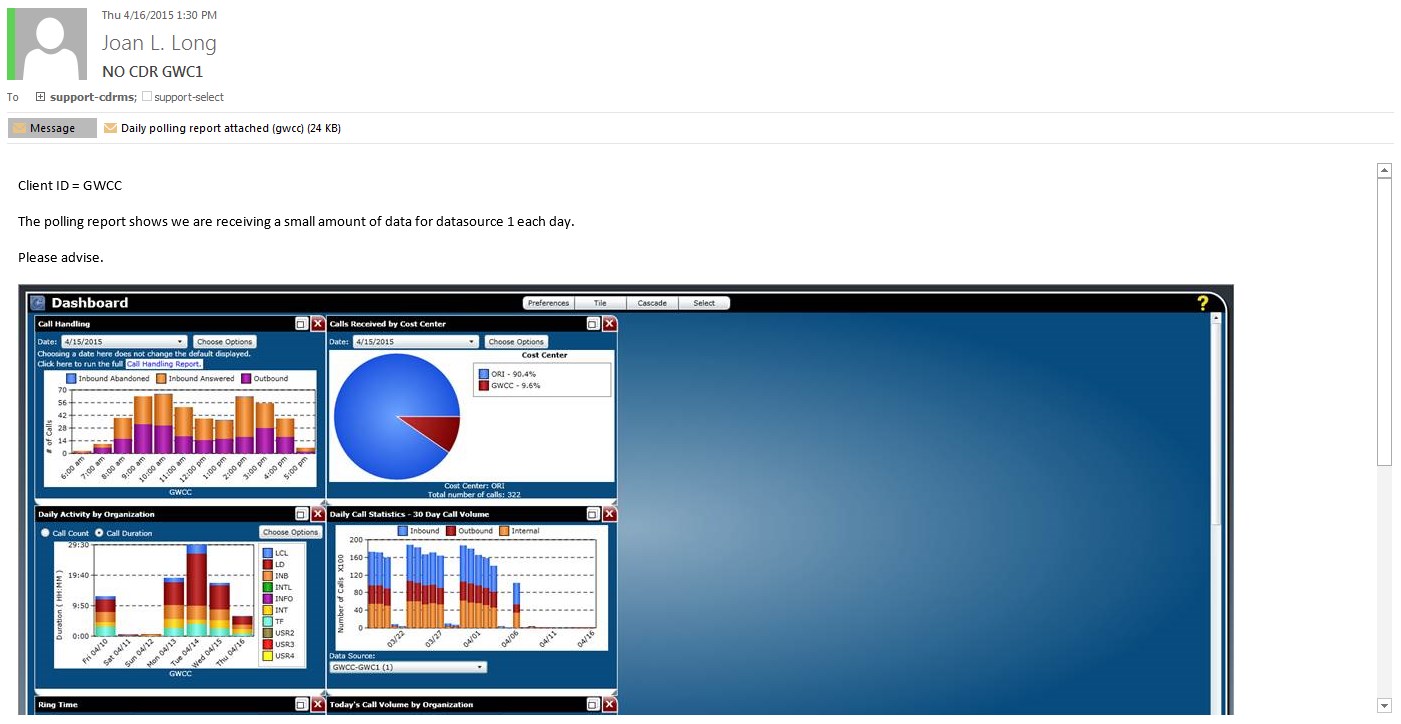 Thu 4/16/2015 1:30 PM
Joan L. Long
NO CDR GWC1
To support-cdrms; support-select
Message Daily polling report attached (gwcc) (24 KB)
Client ID = GWCC
The polling report shows we are receiving a small amount of data for datasource 1 each day.
Please advise.
Dashboard Preferences Tile Cascade Select ?
Call Handling
Date: 4/15/2015 Choose Options
Choosing a date here does not change the default displayed.
Click here to run the full Call Handling Report.
Inbound Abandoned Inbound Answered Outbound
70
56
42
28
14
0
# of Calls
6:00 am 7:00 am 8:00 am 9:00 am 10:00 am 11:00 am 12:00 pm 1:00 pm 2:00 pm 3:00 pm 4:00 pm 5:00 pm
GWCC
Calls Received by Cost Center
Date: 4/15/2015 Choose Options
Cost Center
ORI - 90.4%
GWCC - 9.6%
Cost Center: ORI
Total number of calls: 322
Daily Activity by Organization
Call Count Call Duration Choose Options
29:30
19:40
9:50
0:00
Duration ( HH:MM )
Fri 04/10 Sat 04/11 Sun 04/12 Mon 04/13 Tue 04/14 Wed 04/15 Thu 04/16
GWCC
LCL
LD
INB
INTL
INFO
INT
TF
USR2
USR3
USR4
Daily Call Statistics - 30 Day Call Volume
Inbound Outbound Internal
200
160
120
80
40
0
Number of Calls X100
03/22 03/27 04/01 04/06 04/11 04/16
Data Source:
GWCC-GWC1 (1)
Ring Time
Today's Call Volume by Organization